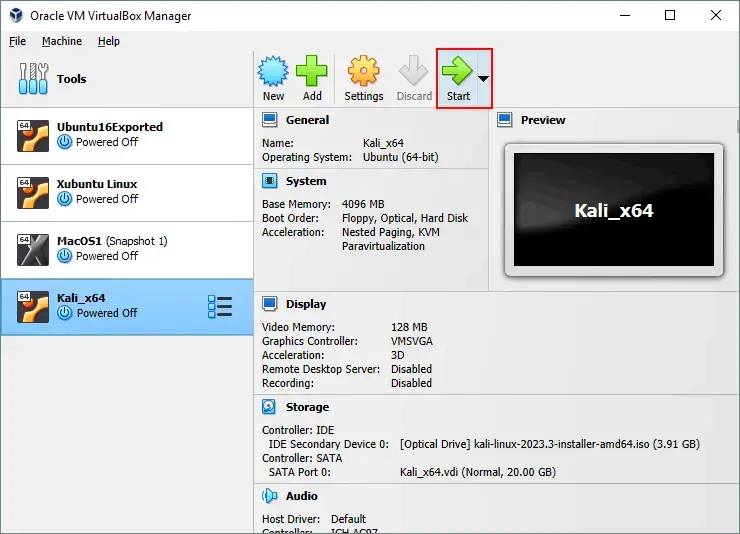 Oracle VM VirtualBox Manager
File Machine Help
Tools
New Add Settings Discard Start
64
Ubuntu16Exported
Powered Off
64
Xubuntu Linux
Powered Off
64
MacOS1 (Snapshot 1)
Powered Off
64
Kali_x64
Powered Off
General
Name: Kali_x64
Operating System: Ubuntu (64-bit)
System
Base Memory: 4096 MB
Boot Order: Floppy, Optical, Hard Disk
Acceleration: Nested Paging, KVM
Paravirtualization
Preview
Kali_x64
Display
Video Memory: 128 MB
Graphics Controller: VMSVGA
Acceleration: 3D
Remote Desktop Server: Disabled
Recording: Disabled
Storage
Controller: IDE
IDE Secondary Device 0: [Optical Drive] kali-linux-2023.3-installer-amd64.iso (3.91 GB)
Controller: SATA
SATA Port 0: Kali_x64.vdi (Normal, 20.00 GB)
Audio
Host Driver: Default
Controller: ICH AC97